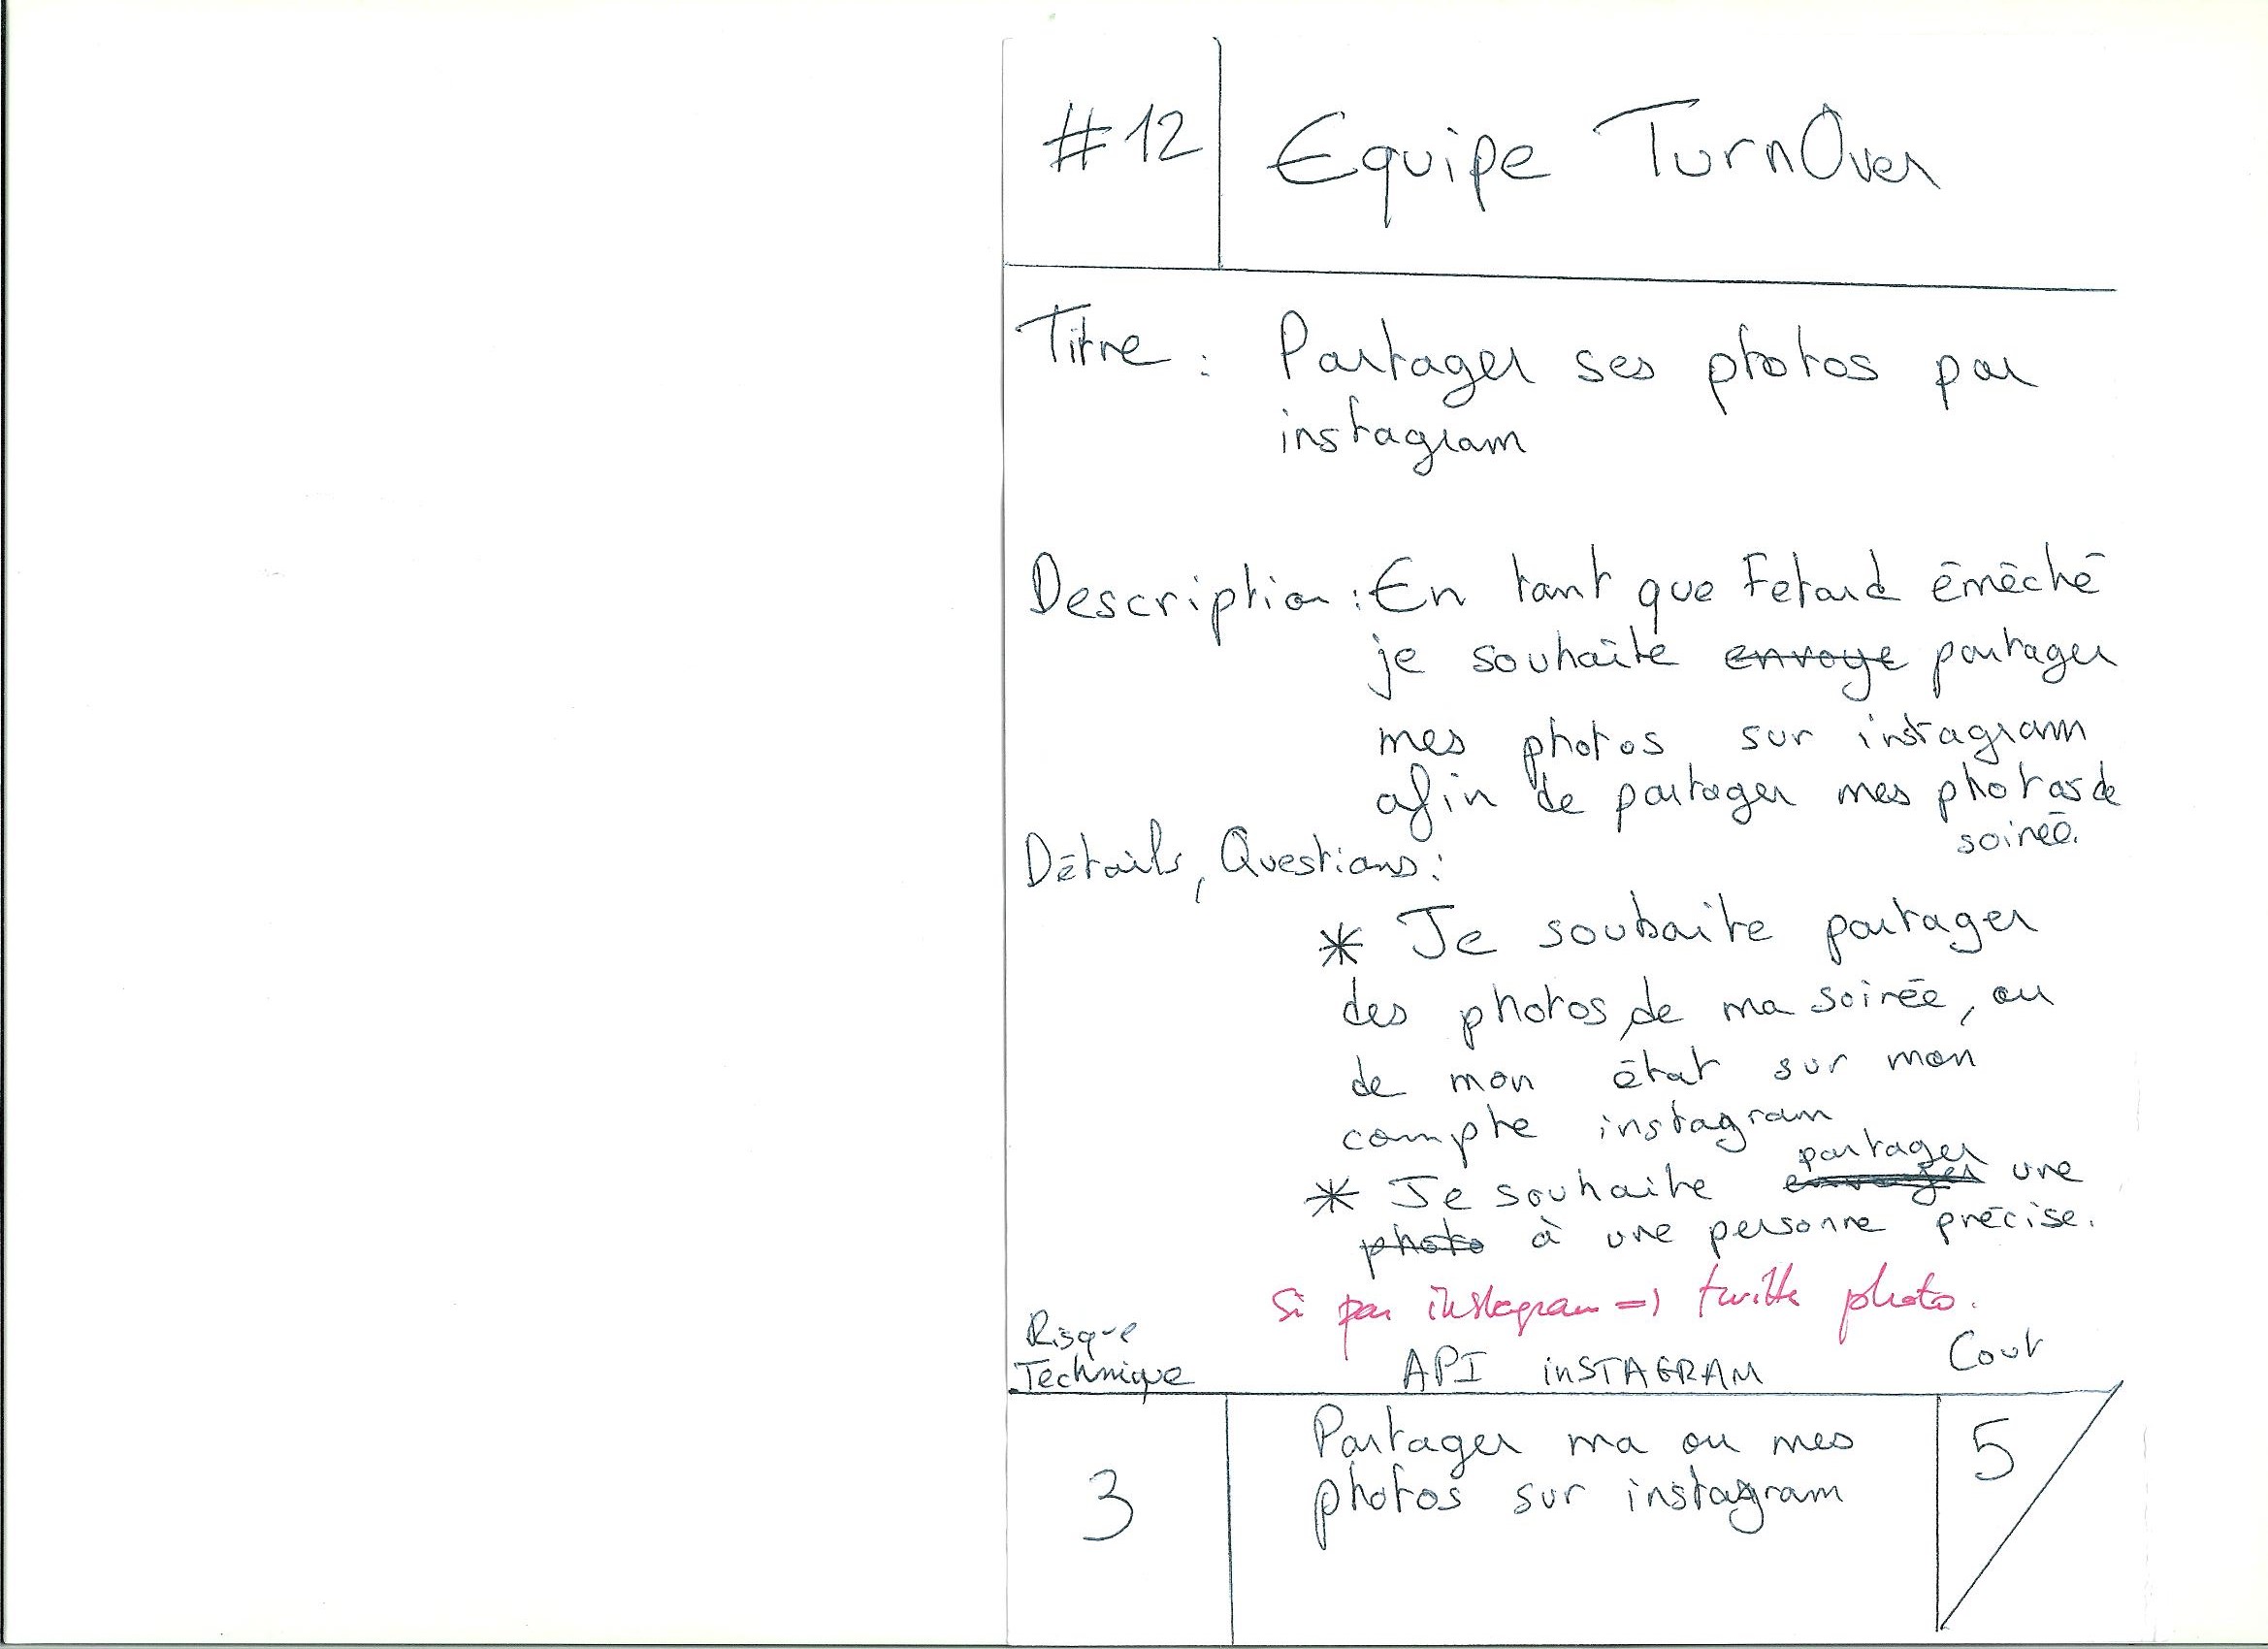 #12 Equipe TurnOver
Titre : Partager ses photos par
instagram
Description : En tant que Fetard éméché
je souhaite ~~envoye~~ partager
mes photos sur instagram
afin de partager mes photos de
soirée.
Détails, Questions :
* Je souhaite partager
des photos de ma soirée, ou
de mon état sur mon
compte instagram
partager
* Je souhaite ~~envoyer~~ une
~~photo~~ à une personne précise.
Si par instagram => twitte photo.
Risque
Technique API inSTAGRAM Cout
3 Partager ma ou mes 5
photos sur instagram